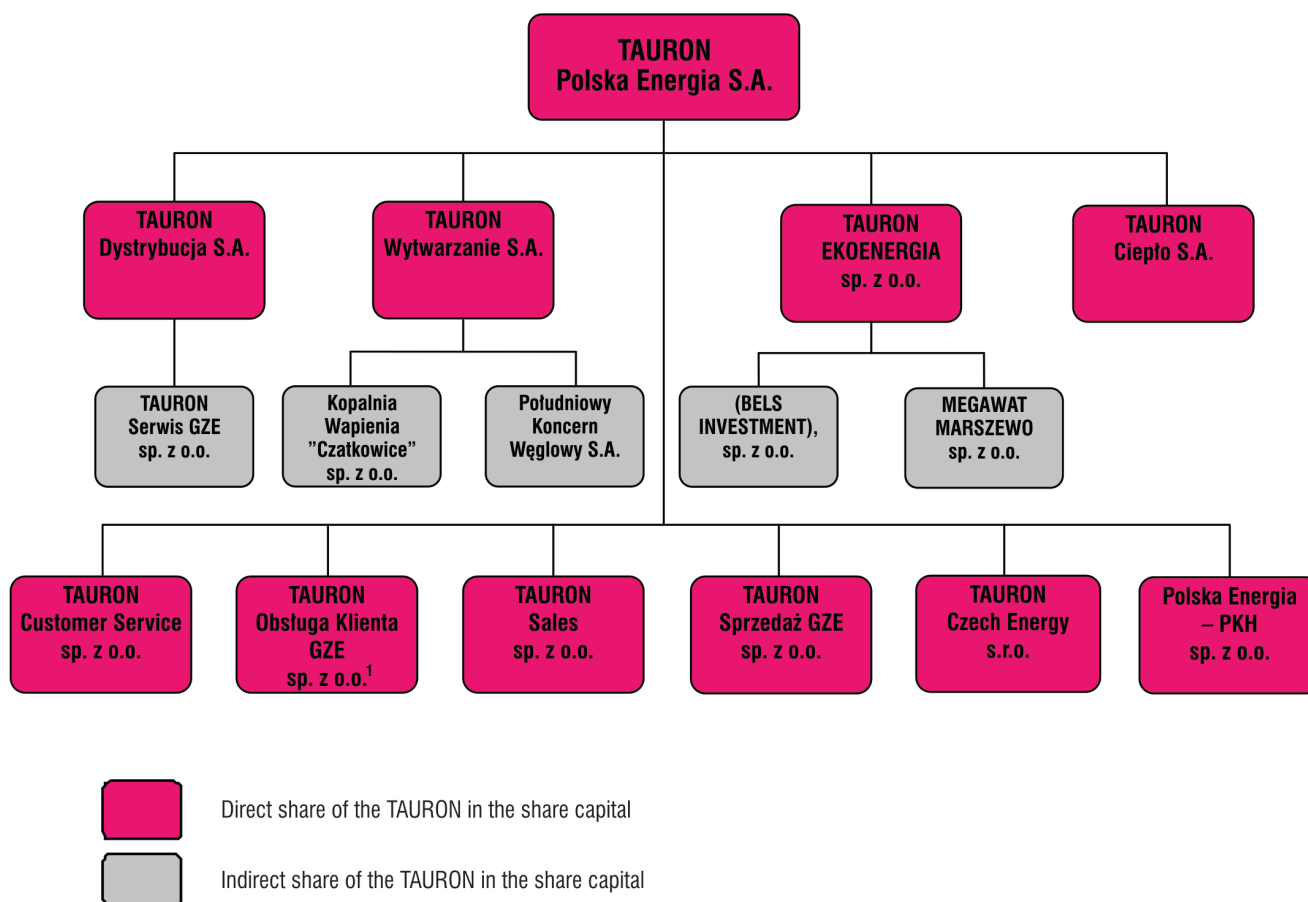 TAURON
Polska Energia S.A.
TAURON
Dystrybucja S.A.
TAURON
Wytwarzanie S.A.
TAURON
EKOENERGIA
sp. z o.o.
TAURON
Ciepło S.A.
TAURON
Serwis GZE
sp. z o.o.
Kopalnia
Wapienia
”Czatkowice”
sp. z o.o.
Południowy
Koncern
Węglowy S.A.
(BELS
INVESTMENT),
sp. z o.o.
MEGAWAT
MARSZEWO
sp. z o.o.
TAURON
Customer Service
sp. z o.o.
TAURON
Obsługa Klienta
GZE
sp. z o.o.¹
TAURON
Sales
sp. z o.o.
TAURON
Sprzedaż GZE
sp. z o.o.
TAURON
Czech Energy
s.r.o.
Polska Energia
– PKH
sp. z o.o.
Direct share of the TAURON in the share capital
Indirect share of the TAURON in the share capital